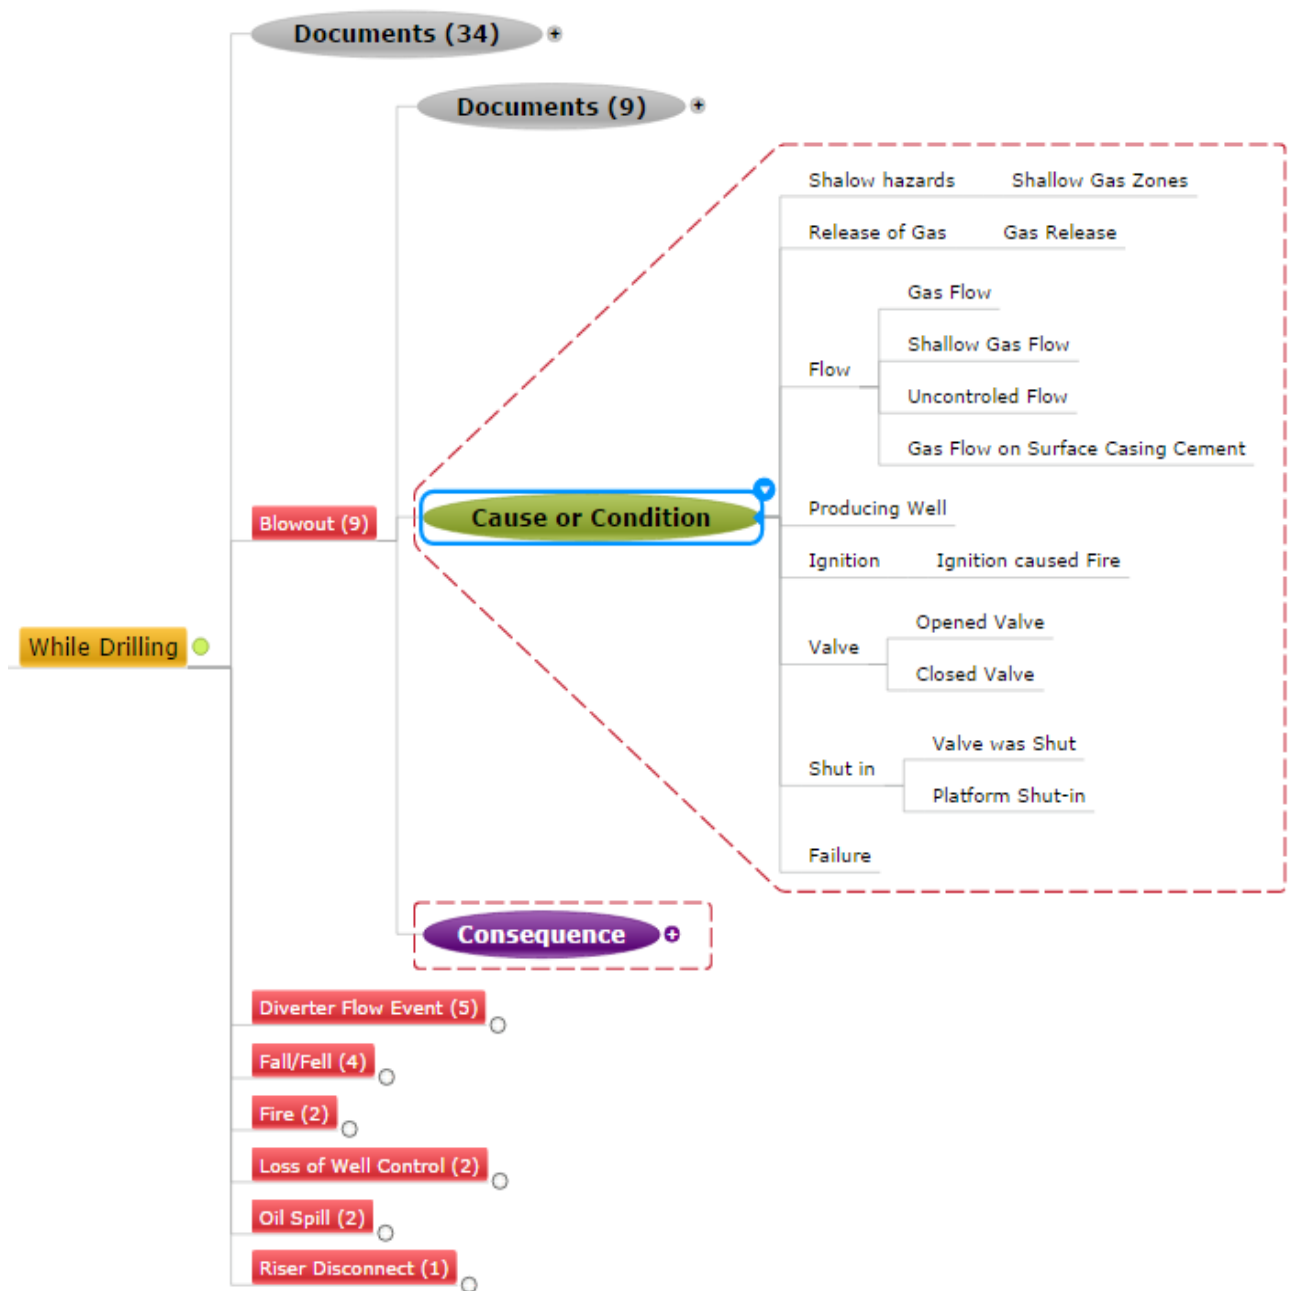 Documents (34)
Documents (9)
Shalow hazards
Shallow Gas Zones
Release of Gas
Gas Release
Gas Flow
Shallow Gas Flow
Flow
Uncontroled Flow
Gas Flow on Surface Casing Cement
Producing Well
Cause or Condition
Blowout (9)
Ignition
Ignition caused Fire
Opened Valve
Valve
Closed Valve
While Drilling
Valve was Shut
Shut in
Platform Shut-in
Failure
Consequence
Diverter Flow Event (5)
Fall/Fell (4)
Fire (2)
Loss of Well Control (2)
Oil Spill (2)
Riser Disconnect (1)